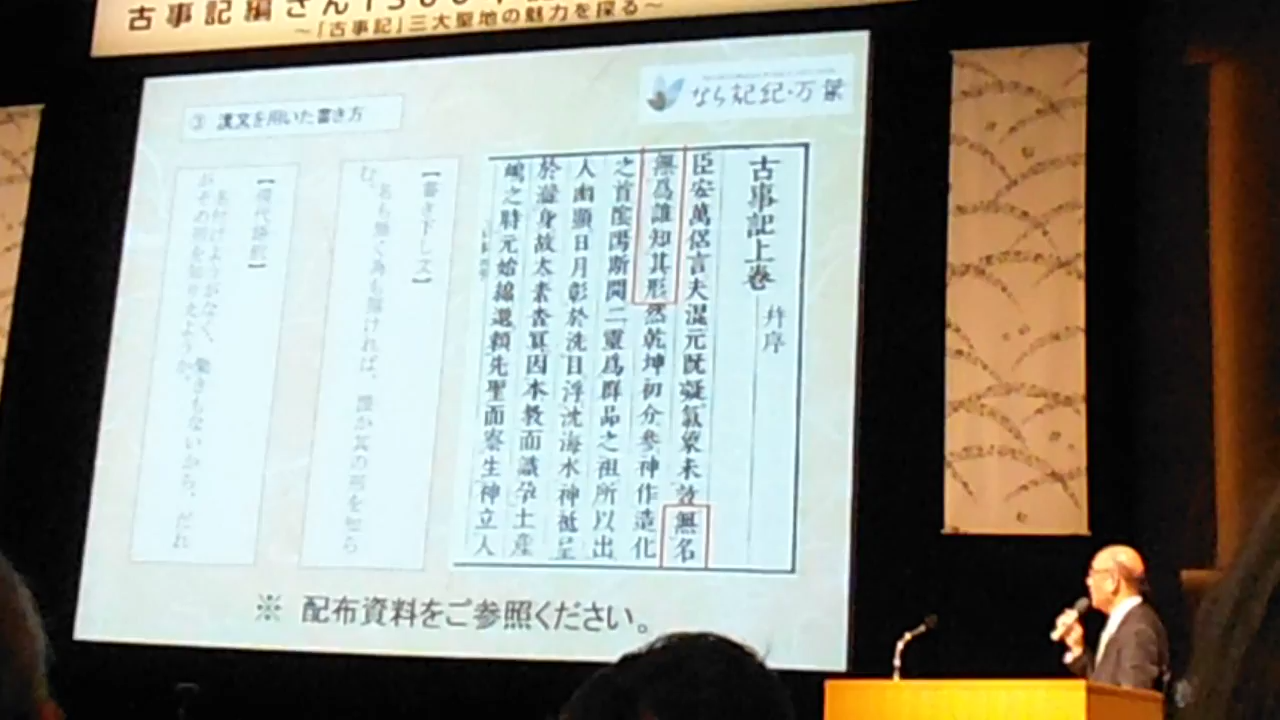 古事記編さん1300年
～「古事記」三大聖地の魅力を探る～
なら記紀・万葉
③ 漢文を用いた書き方
古事記上卷
并序
臣安萬侶言夫混元既凝氣象未效無名
無爲誰知其形然乾坤初分參神作造化
之首陰陽斯開二靈爲群品之祖所以出
入幽顯日月彰於洗目浮沈海水神祗呈
於滌身故太素杳冥因本教而識孕土産
嶋之時元始綿邈頼先聖而察生神立人
【書き下し文】
名も無く為も無ければ、誰か其の形を知ら
む。
【現代語訳】
名付けようがなく、働きもないから、だれ
がその形を知りえようか。
※ 配布資料をご参照ください。